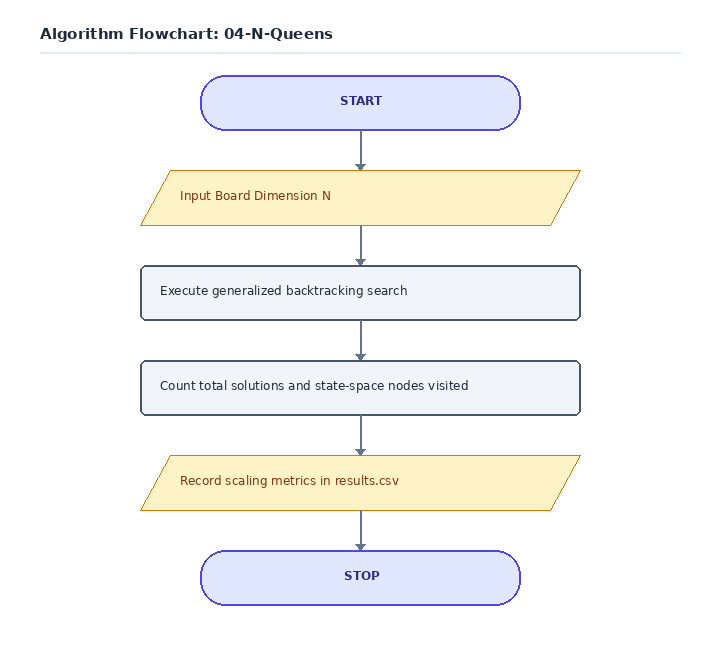 Algorithm Flowchart: 04-N-Queens
START
Input Board Dimension N
Execute generalized backtracking search
Count total solutions and state-space nodes visited
Record scaling metrics in results.csv
STOP